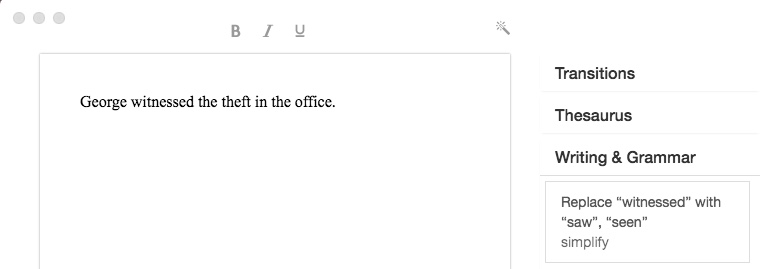 B I U
George witnessed the theft in the office.
Transitions
Thesaurus
Writing & Grammar
Replace “witnessed” with
“saw”, “seen”
simplify